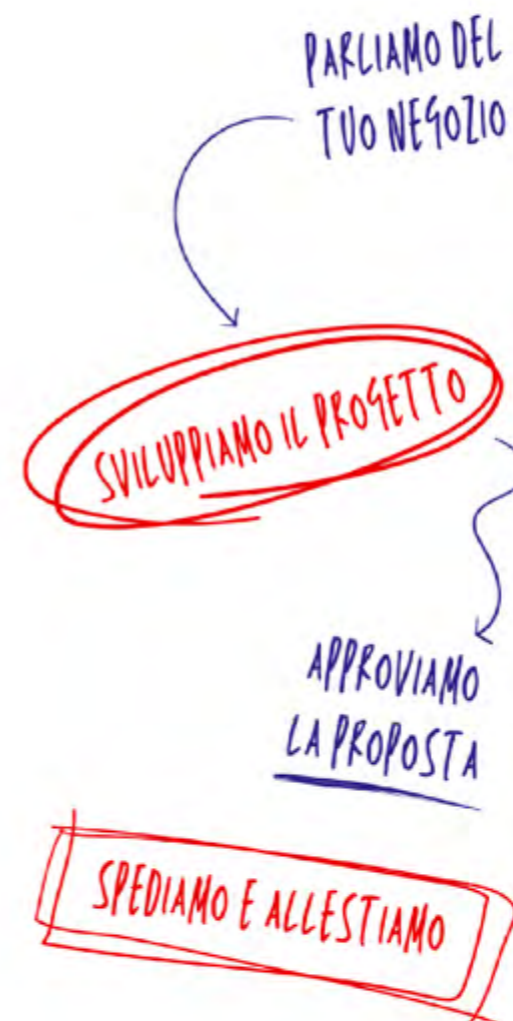 PARLIAMO DEL
TUO NEGOZIO
SVILUPPIAMO IL PROGETTO
APPROVIAMO
LA PROPOSTA
SPEDIAMO E ALLESTIAMO